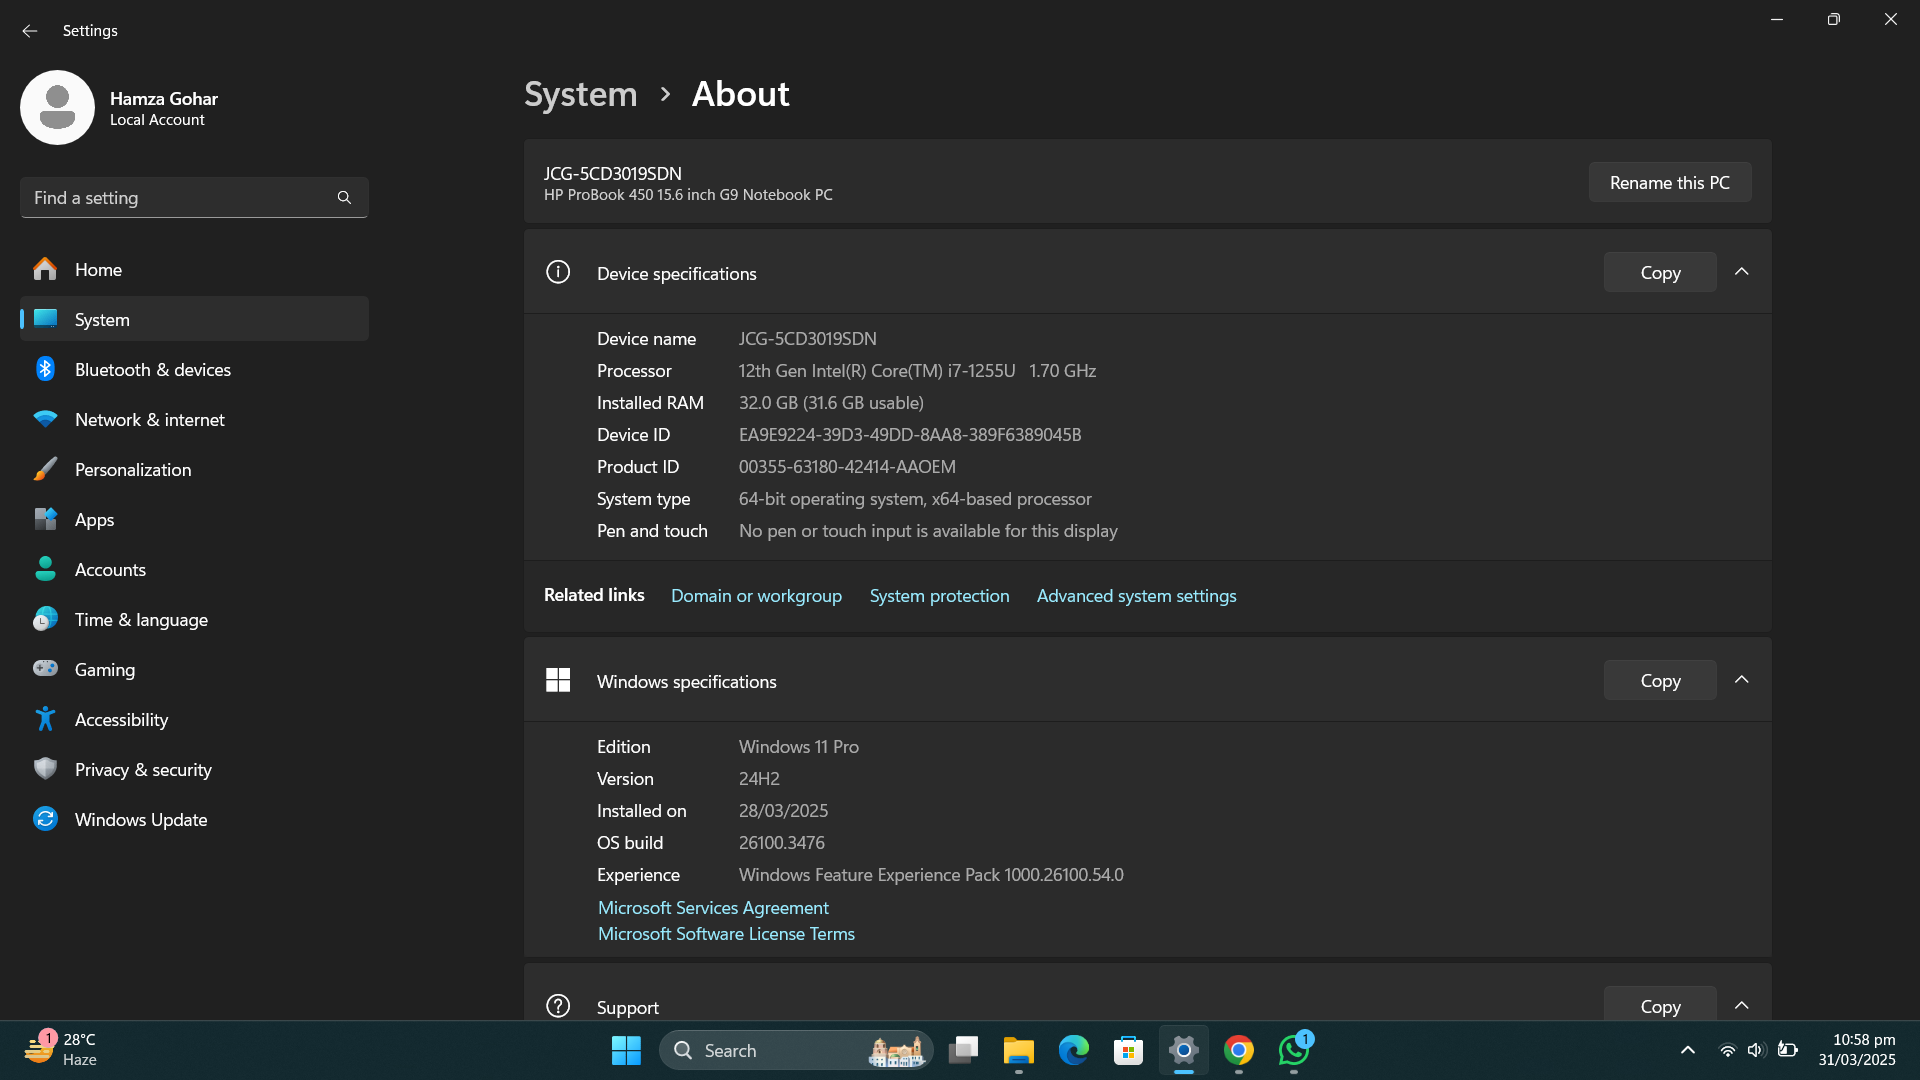 Settings
Hamza Gohar
Local Account
Find a setting
Home
System
Bluetooth & devices
Network & internet
Personalization
Apps
Accounts
Time & language
Gaming
Accessibility
Privacy & security
Windows Update
System > About
JCG-5CD3019SDN
HP ProBook 450 15.6 inch G9 Notebook PC
Rename this PC
Device specifications
Copy
Device name JCG-5CD3019SDN
Processor 12th Gen Intel(R) Core(TM) i7-1255U 1.70 GHz
Installed RAM 32.0 GB (31.6 GB usable)
Device ID EA9E9224-39D3-49DD-8AA8-389F6389045B
Product ID 00355-63180-42414-AAOEM
System type 64-bit operating system, x64-based processor
Pen and touch No pen or touch input is available for this display
Related links Domain or workgroup System protection Advanced system settings
Windows specifications
Copy
Edition Windows 11 Pro
Version 24H2
Installed on 28/03/2025
OS build 26100.3476
Experience Windows Feature Experience Pack 1000.26100.54.0
Microsoft Services Agreement
Microsoft Software License Terms
Support
Copy
1
28°C
Haze
Search
1
10:58 pm
31/03/2025